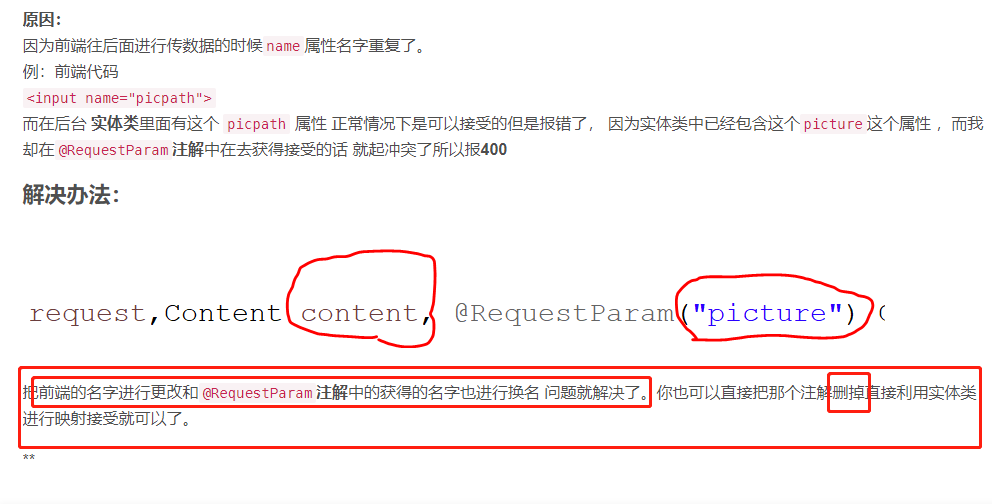 原因：
因为前端往后面进行传数据的时候 name 属性名字重复了。
例：前端代码
<input name="picpath">
而在后台 实体类里面有这个 picpath 属性 正常情况下是可以接受的但是报错了， 因为实体类中已经包含这个 picture 这个属性 ，而我
却在 @RequestParam 注解中在去获得接受的话 就起冲突了所以报400
解决办法：
request,Content content, @RequestParam("picture") (
把前端的名字进行更改和 @RequestParam 注解中的获得的名字也进行换名 问题就解决了。你也可以直接把那个注解删掉直接利用实体类
进行映射接受就可以了。
**